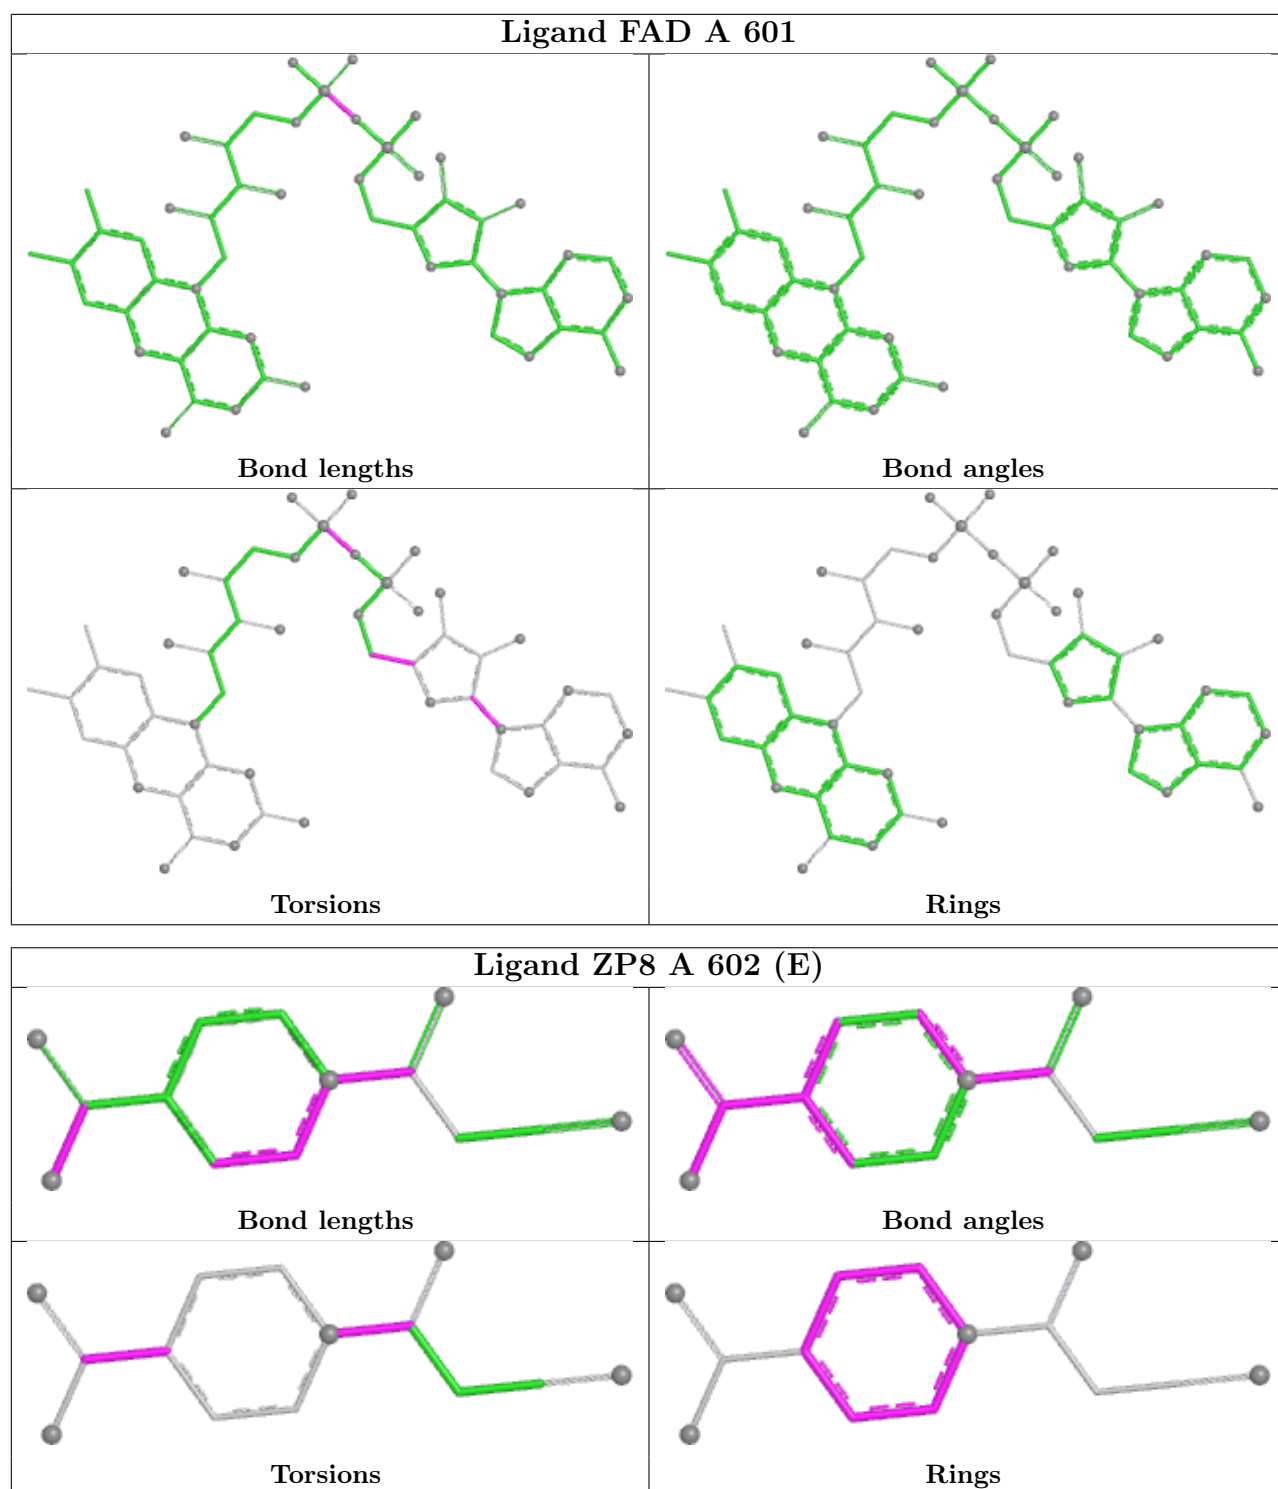 Ligand FAD A 601
Bond lengths
Bond angles
Torsions
Rings
Ligand ZP8 A 602 (E)
Bond lengths
Bond angles
Torsions
Rings